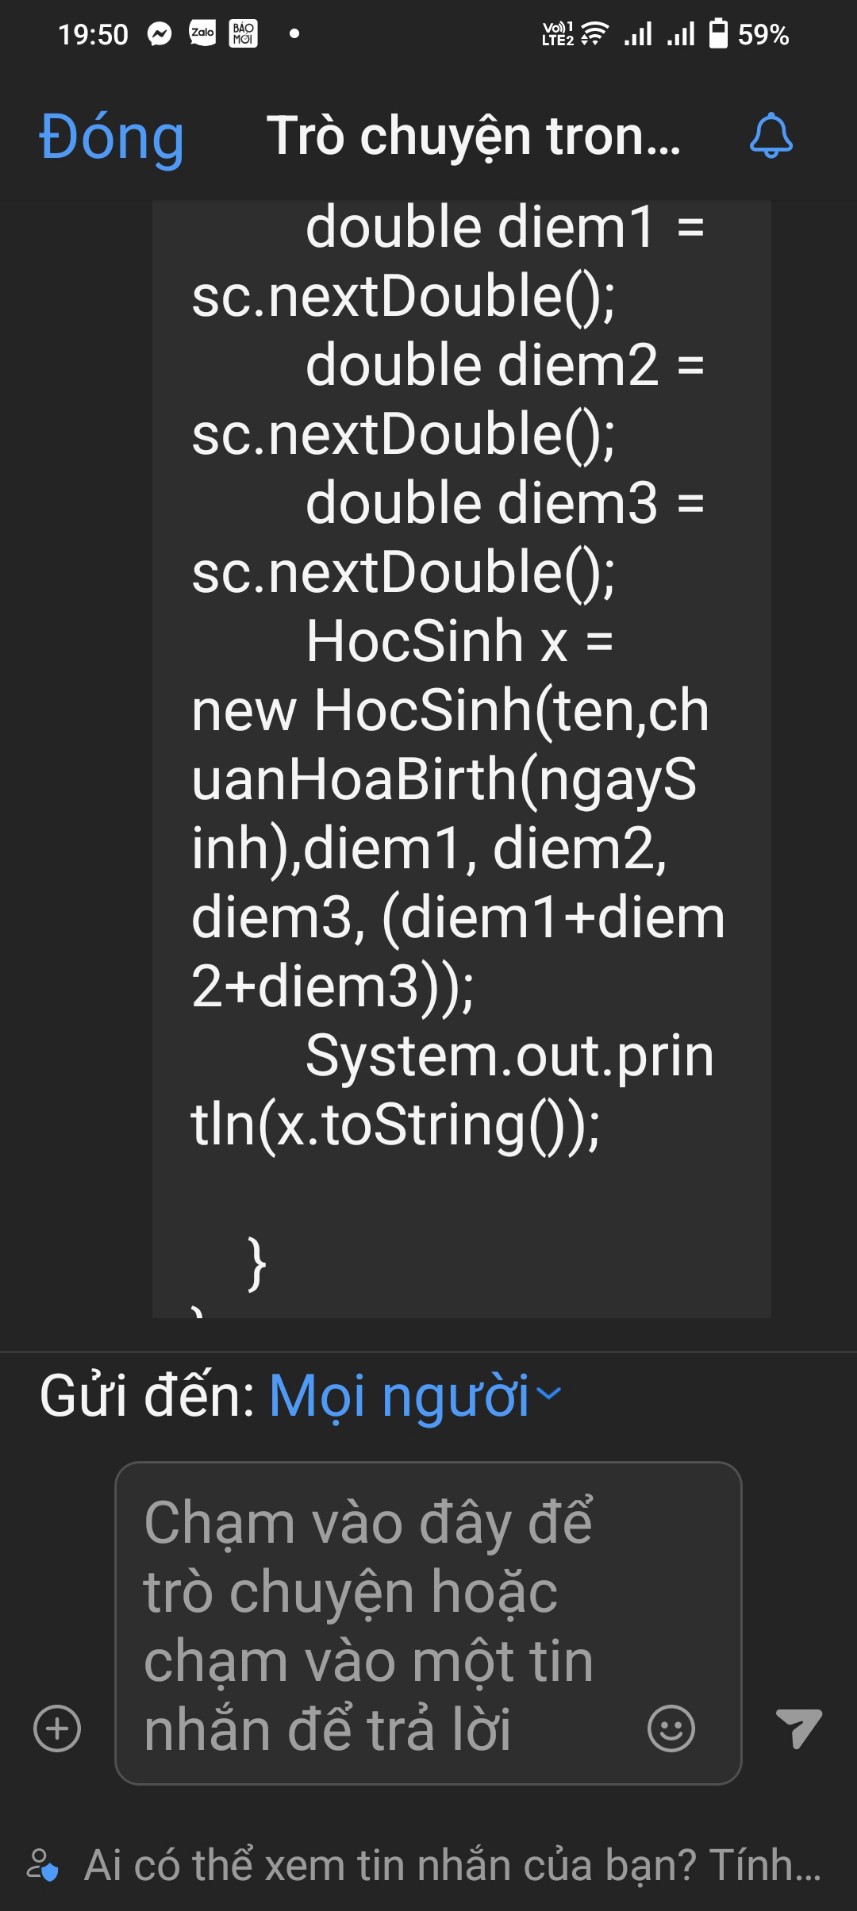 19:50 Zalo BÁO MỚI Vo)) 1 LTE2 59%
Đóng Trò chuyện tron...
double diem1 =
sc.nextDouble();
double diem2 =
sc.nextDouble();
double diem3 =
sc.nextDouble();
HocSinh x =
new HocSinh(ten,ch
uanHoaBirth(ngayS
inh),diem1, diem2,
diem3, (diem1+diem
2+diem3));
System.out.prin
tln(x.toString());
}
Gửi đến: Mọi người
Chạm vào đây để
trò chuyện hoặc
chạm vào một tin
nhắn để trả lời
Ai có thể xem tin nhắn của bạn? Tính...